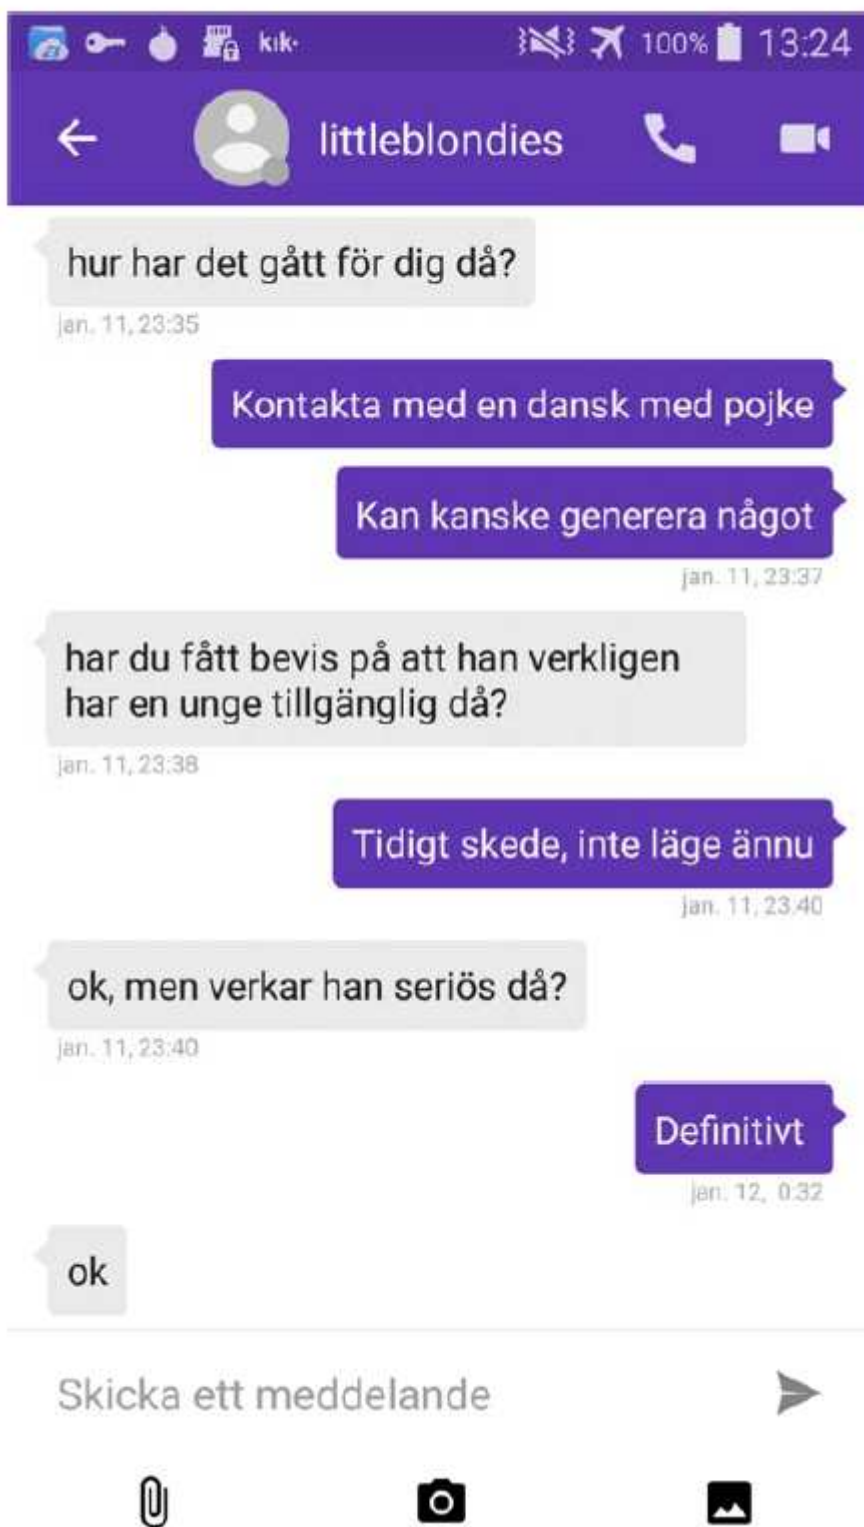 kik·
100%
13:24
littleblondies
hur har det gått för dig då?
jan. 11, 23:35
Kontakta med en dansk med pojke
Kan kanske generera något
jan. 11, 23:37
har du fått bevis på att han verkligen
har en unge tillgänglig då?
jan. 11, 23:38
Tidigt skede, inte läge ännu
jan. 11, 23:40
ok, men verkar han seriös då?
jan. 11, 23:40
Definitivt
jan. 12, 0:32
ok
Skicka ett meddelande